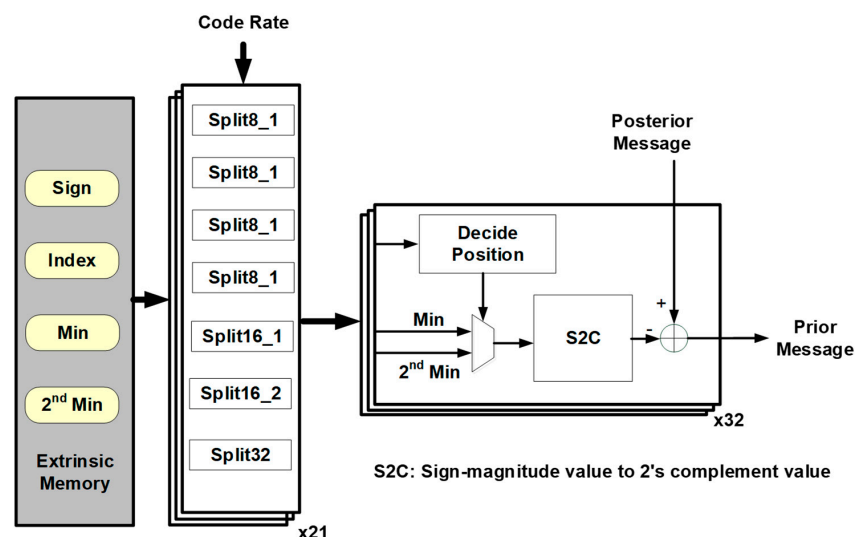 Code Rate
Sign
Index
Min
2nd Min
Extrinsic
Memory
Split8_1
Split8_1
Split8_1
Split8_1
Split16_1
Split16_2
Split32
x21
Posterior
Message
Decide
Position
Min
2nd Min
S2C
+
-
Prior
Message
x32
S2C: Sign-magnitude value to 2's complement value